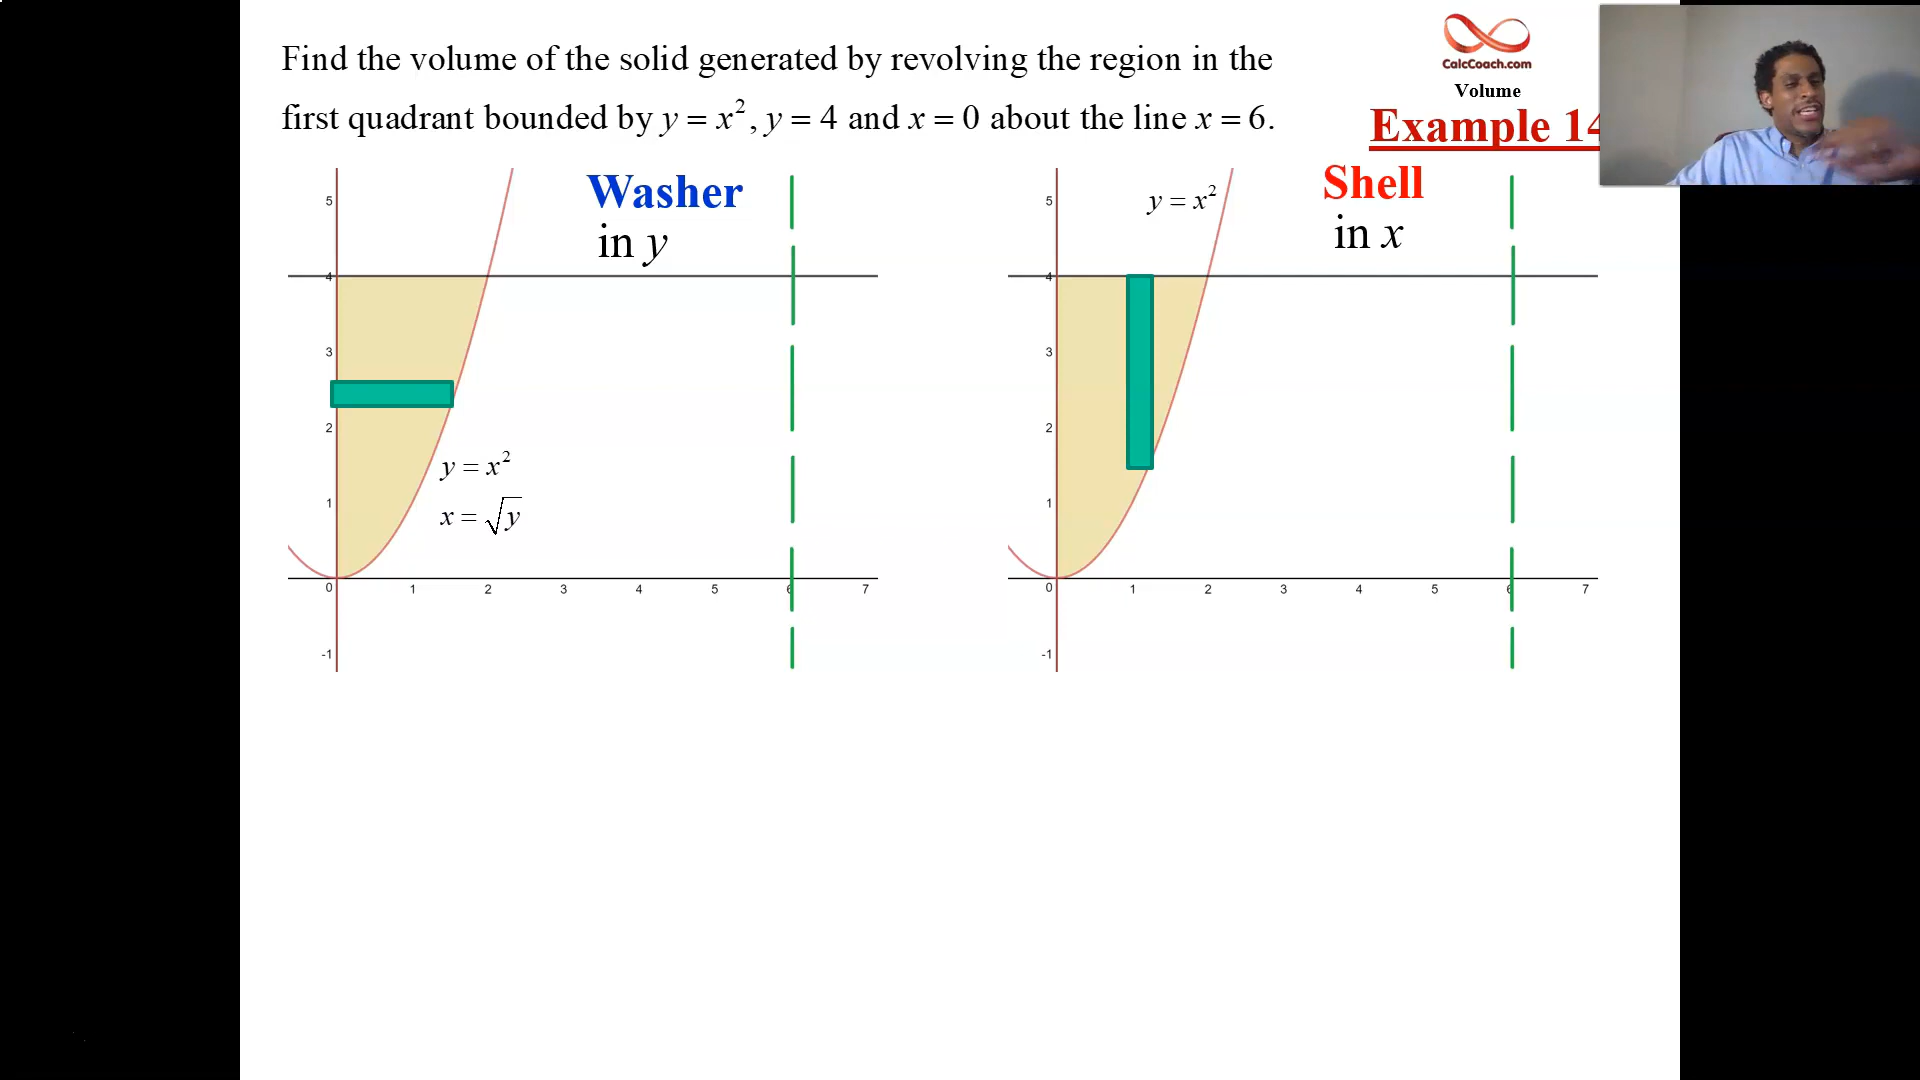 Find the volume of the solid generated by revolving the region in the
first quadrant bounded by y = x², y = 4 and x = 0 about the line x = 6.
CalcCoach.com
Volume
Example 14
Washer
in y
5
4
3
2
1
0
-1
1 2 3 4 5 6 7
y = x²
x = √y
Shell
in x
y = x²
5
4
3
2
1
0
-1
1 2 3 4 5 6 7